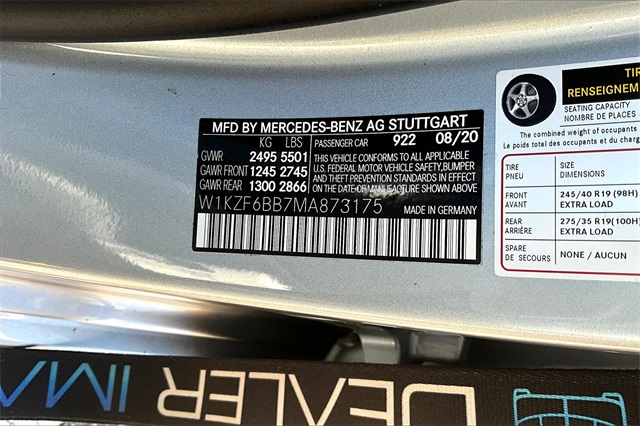 MFD BY MERCEDES-BENZ AG STUTTGART
KG LBS PASSENGER CAR 922 08/20
GVWR 2495 5501
GAWR FRONT 1245 2745
GAWR REAR 1300 2866
THIS VEHICLE CONFORMS TO ALL APPLICABLE
U.S. FEDERAL MOTOR VEHICLE SAFETY,BUMPER
AND THEFT PREVENTION STANDARDS IN EFFECT
ON THE DATE OF MANUFACTURE SHOWN ABOVE.
W1KZF6BB7MA873175
MADE IN GERMANY
TIR
RENSEIGNEM
SEATING CAPACITY
NOMBRE DE PLACES
The combined weight of occupants
Le poids total des occupants et du charg
TIRE SIZE
PNEU DIMENSIONS
FRONT 245/40 R19 (98H)
AVANT EXTRA LOAD
REAR 275/35 R19(100H)
ARRIÈRE EXTRA LOAD
SPARE NONE / AUCUN
DE SECOURS
DEALER IMA
DEALER